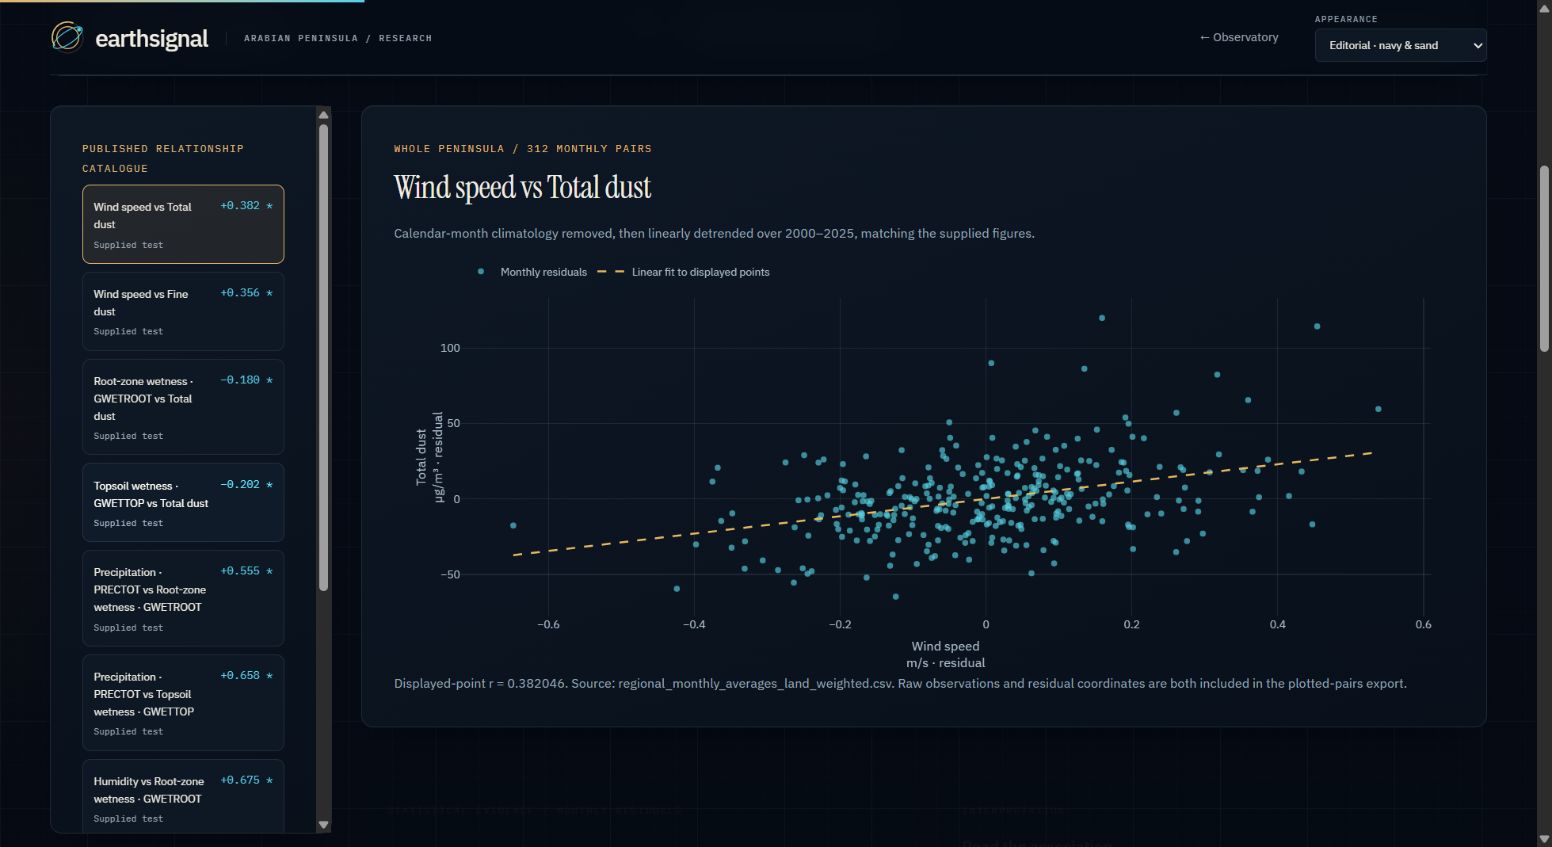 earthsignal
ARABIAN PENINSULA / RESEARCH
← Observatory
APPEARANCE
Editorial · navy & sand
PUBLISHED RELATIONSHIP
CATALOGUE
Wind speed vs Total
dust
+0.382 *
Supplied test
Wind speed vs Fine
dust
+0.356 *
Supplied test
Root-zone wetness ·
GWETROOT vs Total
dust
−0.180 *
Supplied test
Topsoil wetness ·
GWETTOP vs Total dust
−0.202 *
Supplied test
Precipitation ·
PRECTOT vs Root-zone
wetness · GWETROOT
+0.555 *
Supplied test
Precipitation ·
PRECTOT vs Topsoil
wetness · GWETTOP
+0.658 *
Supplied test
Humidity vs Root-zone
wetness · GWETROOT
+0.675 *
Supplied test
WHOLE PENINSULA / 312 MONTHLY PAIRS
Wind speed vs Total dust
Calendar-month climatology removed, then linearly detrended over 2000–2025, matching the supplied figures.
Monthly residuals
Linear fit to displayed points
Total dust
µg/m³ · residual
100
50
0
−50
−0.6
−0.4
−0.2
0
0.2
0.4
0.6
Wind speed
m/s · residual
Displayed-point r = 0.382046. Source: regional_monthly_averages_land_weighted.csv. Raw observations and residual coordinates are both included in the plotted-pairs export.